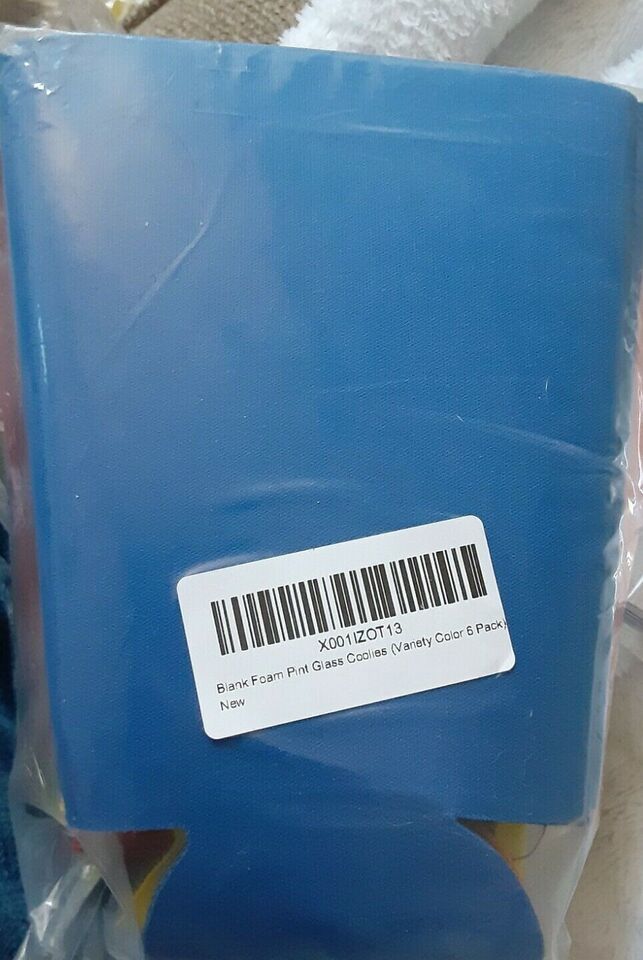 X001IZOT13
Blank Foam Pint Glass Coolies (Variety Color 6 Pack)
New